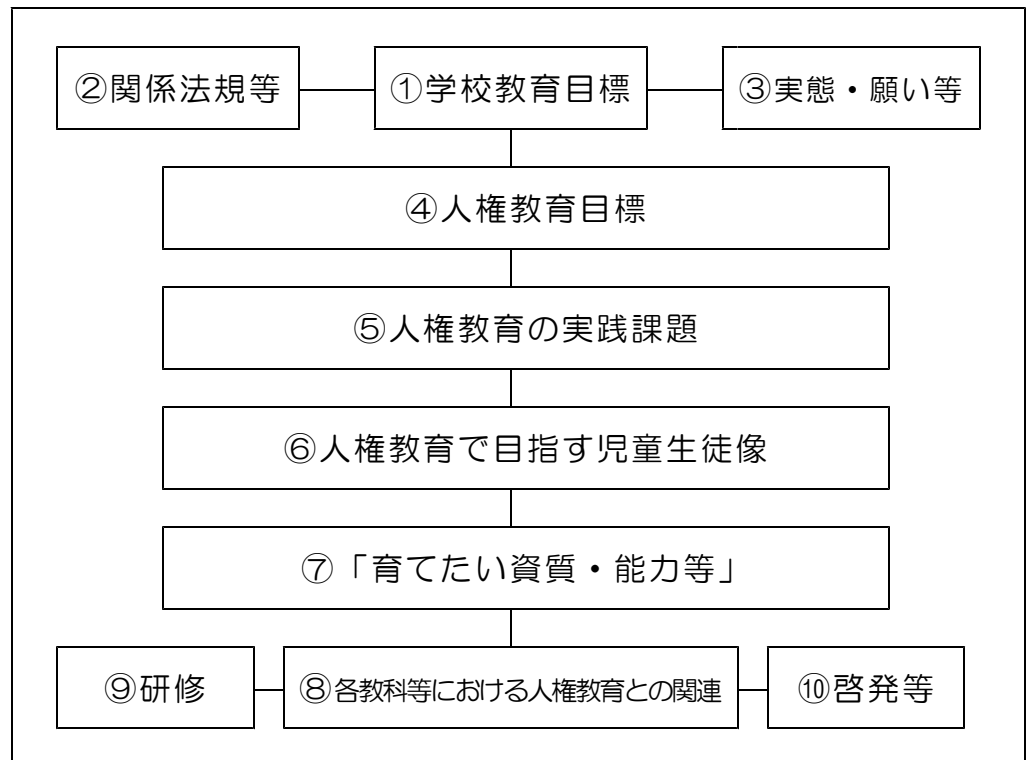 ②関係法規等
①学校教育目標
③実態・願い等
④人権教育目標
⑤人権教育の実践課題
⑥人権教育で目指す児童生徒像
⑦「育てたい資質・能力等」
⑨研修
⑧各教科等における人権教育との関連
⑩啓発等